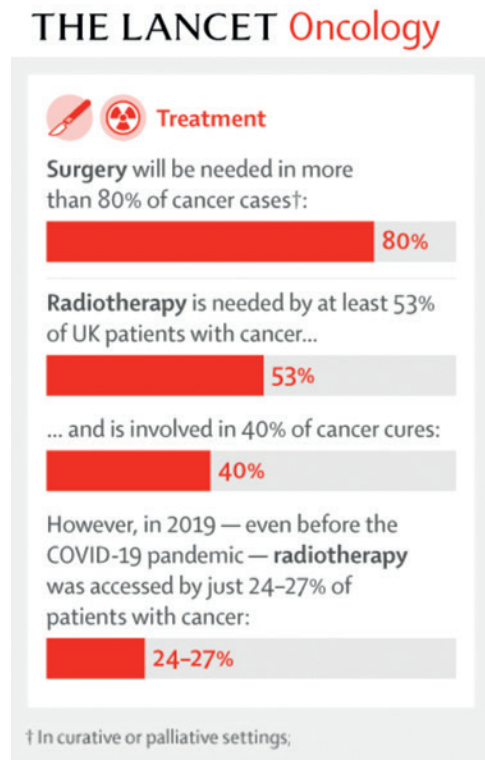 THE LANCET Oncology
Treatment
Surgery will be needed in more
than 80% of cancer cases†:
80%
Radiotherapy is needed by at least 53%
of UK patients with cancer...
53%
... and is involved in 40% of cancer cures:
40%
However, in 2019 — even before the
COVID-19 pandemic — radiotherapy
was accessed by just 24–27% of
patients with cancer:
24–27%
† In curative or palliative settings;